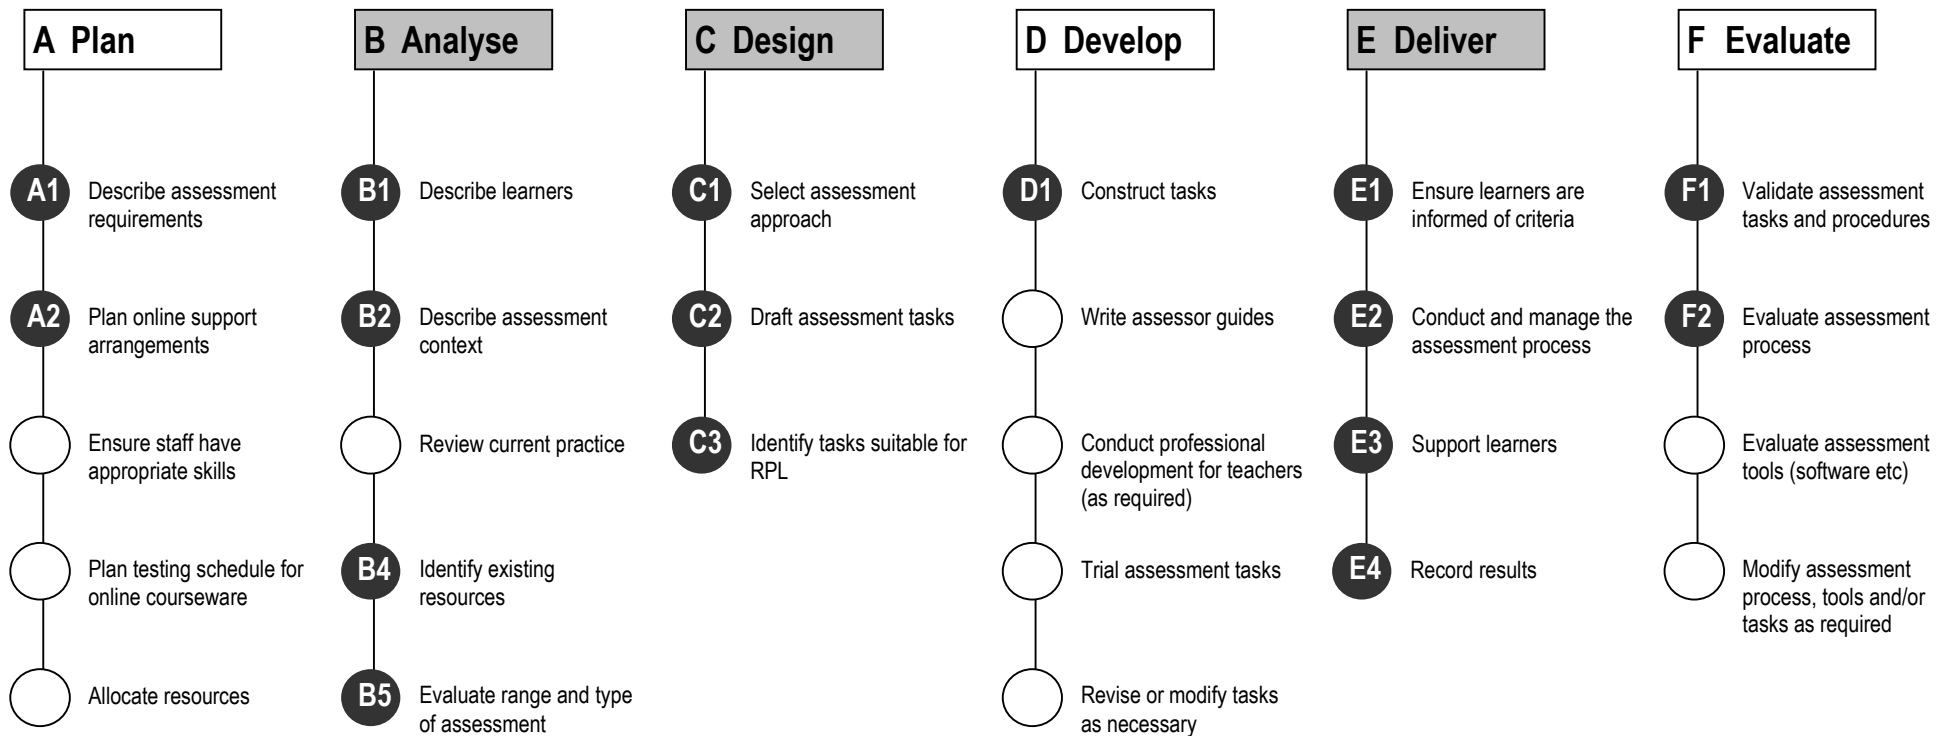 A Plan
A1
Describe assessment
requirements
A2
Plan online support
arrangements
Ensure staff have
appropriate skills
Plan testing schedule for
online courseware
Allocate resources
B Analyse
B1
Describe learners
B2
Describe assessment
context
Review current practice
B4
Identify existing
resources
B5
Evaluate range and type
of assessment
C Design
C1
Select assessment
approach
C2
Draft assessment tasks
C3
Identify tasks suitable for
RPL
D Develop
D1
Construct tasks
Write assessor guides
Conduct professional
development for teachers
(as required)
Trial assessment tasks
Revise or modify tasks
as necessary
E Deliver
E1
Ensure learners are
informed of criteria
E2
Conduct and manage the
assessment process
E3
Support learners
E4
Record results
F Evaluate
F1
Validate assessment
tasks and procedures
F2
Evaluate assessment
process
Evaluate assessment
tools (software etc)
Modify assessment
process, tools and/or
tasks as required